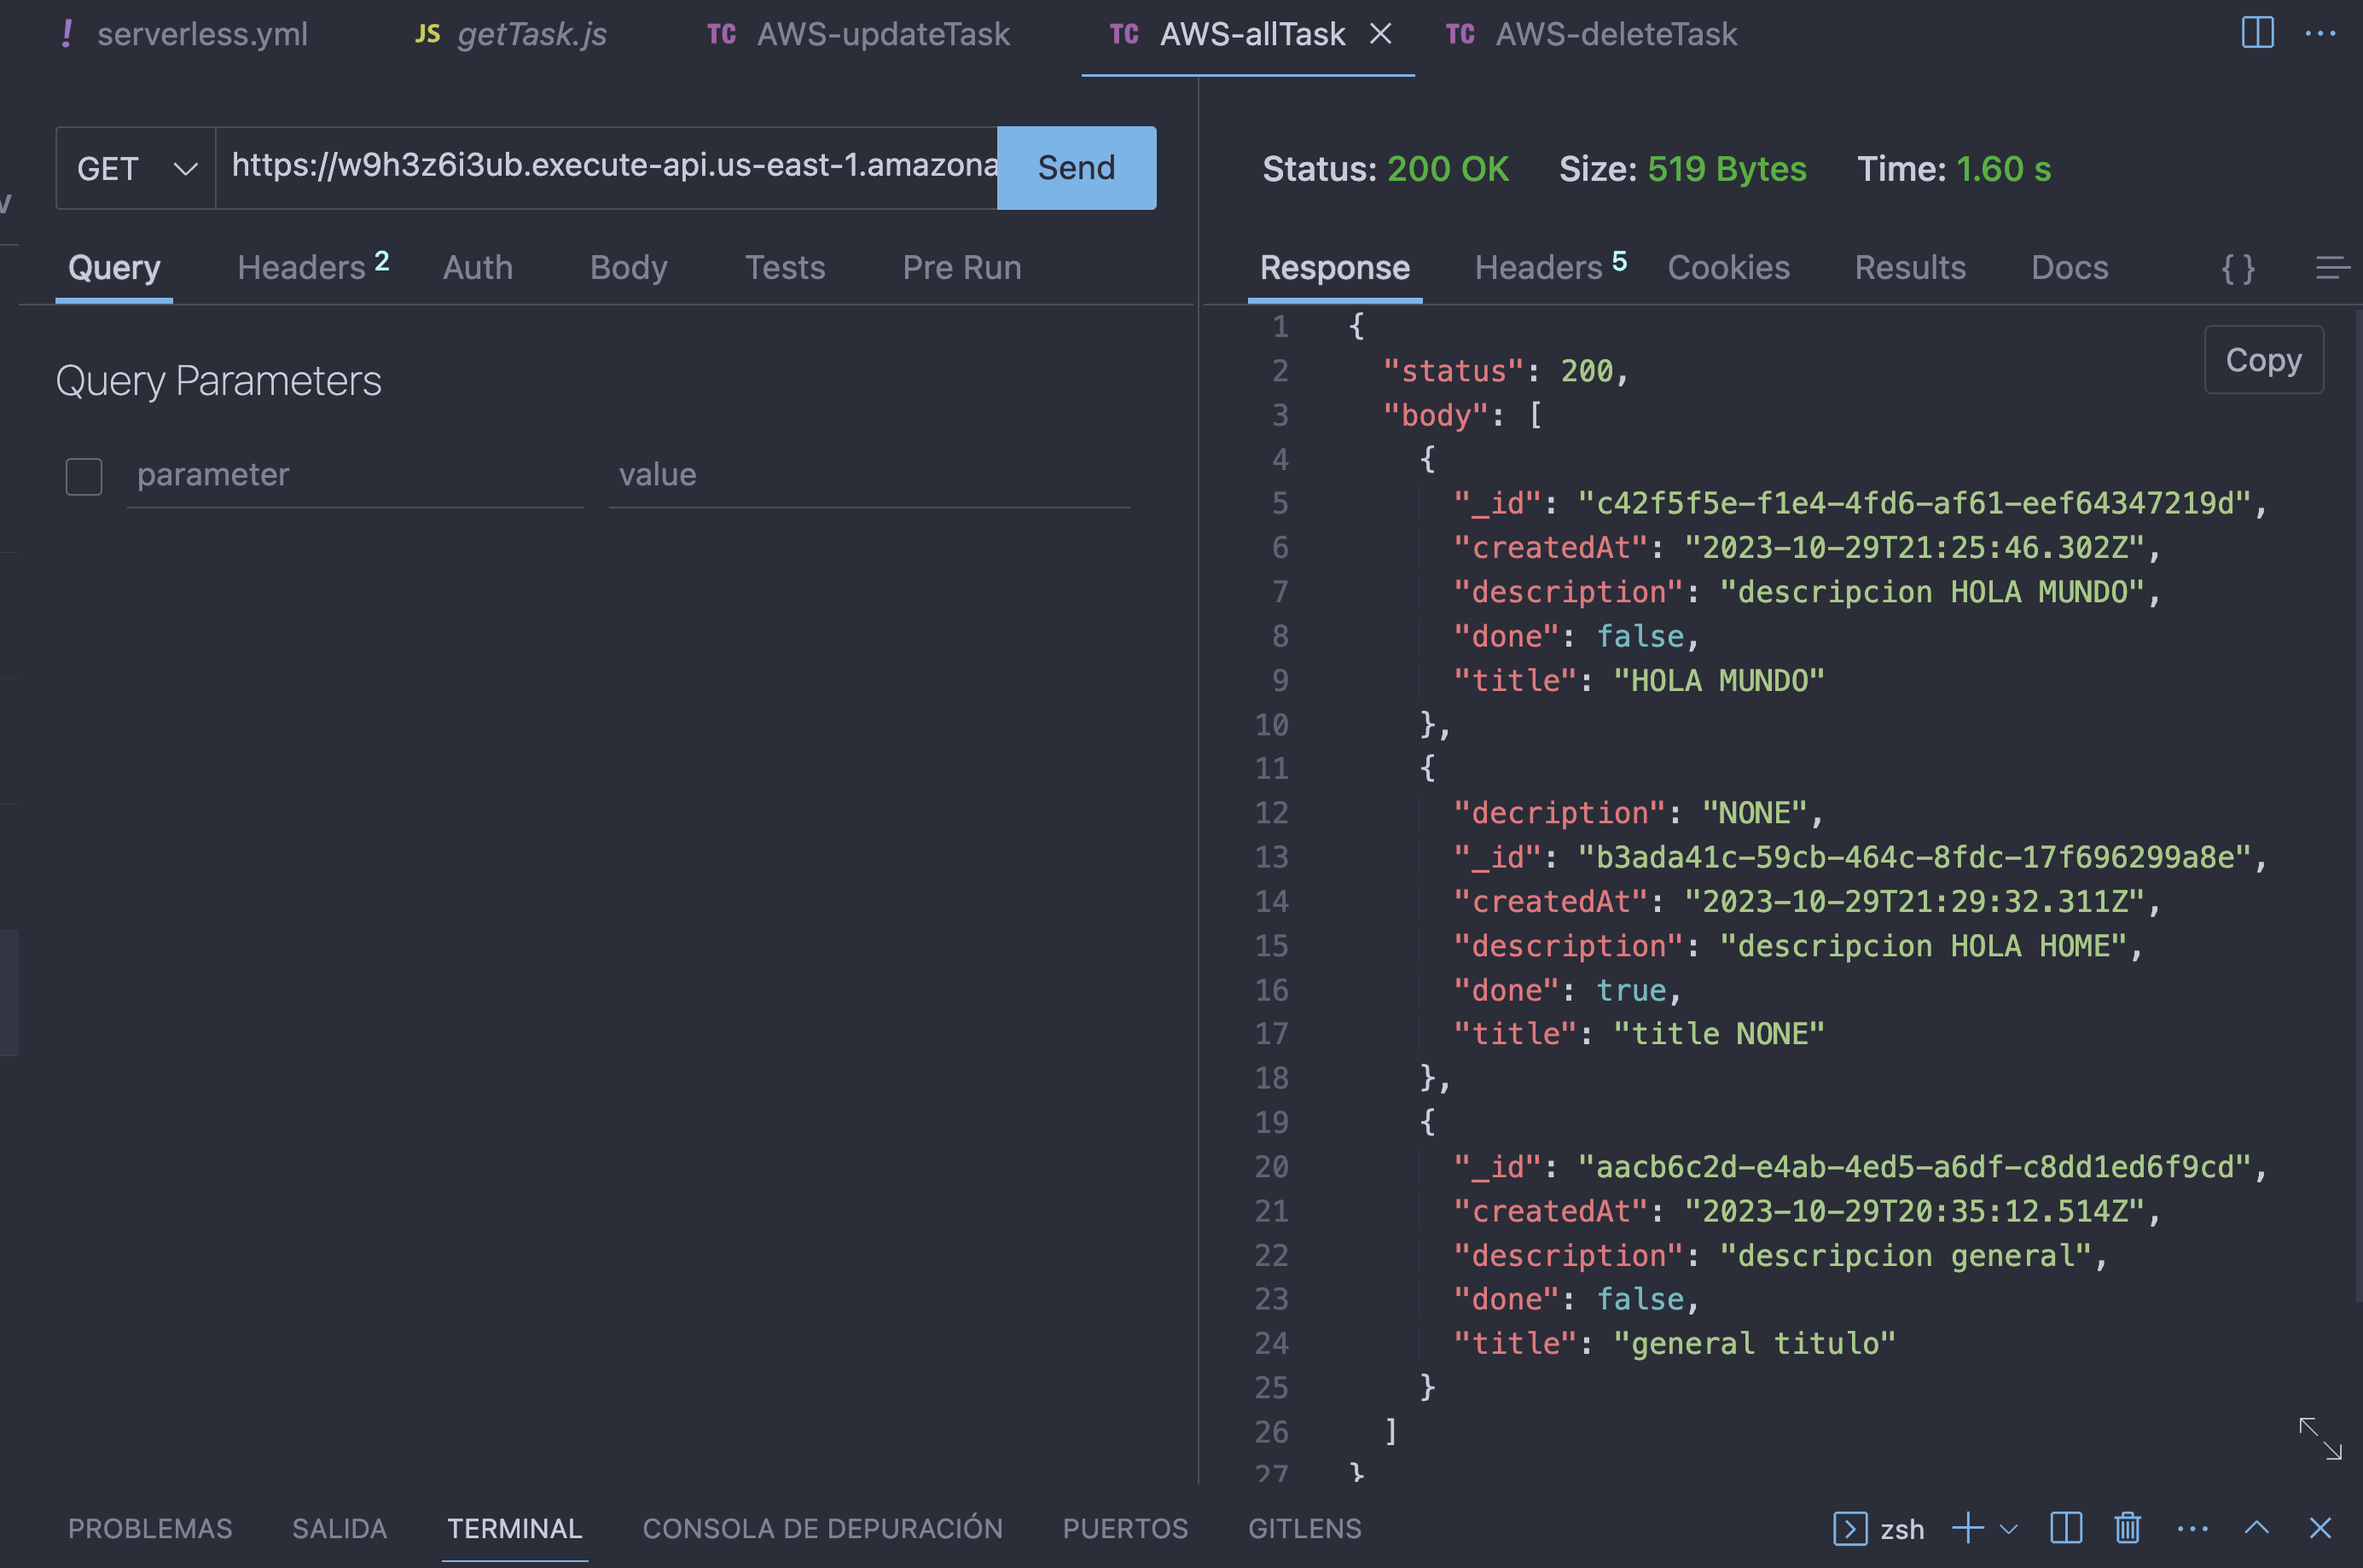 ! serverless.yml JS getTask.js TC AWS-updateTask TC AWS-allTask TC AWS-deleteTask
GET https://w9h3z6i3ub.execute-api.us-east-1.amazona Send
Query Headers 2 Auth Body Tests Pre Run
Query Parameters
parameter value
Status: 200 OK Size: 519 Bytes Time: 1.60 s
Response Headers 5 Cookies Results Docs {}
Copy
1 {
2 "status": 200,
3 "body": [
4 {
5 "_id": "c42f5f5e-f1e4-4fd6-af61-eef64347219d",
6 "createdAt": "2023-10-29T21:25:46.302Z",
7 "description": "descripcion HOLA MUNDO",
8 "done": false,
9 "title": "HOLA MUNDO"
10 },
11 {
12 "decription": "NONE",
13 "_id": "b3ada41c-59cb-464c-8fdc-17f696299a8e",
14 "createdAt": "2023-10-29T21:29:32.311Z",
15 "description": "descripcion HOLA HOME",
16 "done": true,
17 "title": "title NONE"
18 },
19 {
20 "_id": "aacb6c2d-e4ab-4ed5-a6df-c8dd1ed6f9cd",
21 "createdAt": "2023-10-29T20:35:12.514Z",
22 "description": "descripcion general",
23 "done": false,
24 "title": "general titulo"
25 }
26 ]
27 }
PROBLEMAS SALIDA TERMINAL CONSOLA DE DEPURACIÓN PUERTOS GITLENS zsh